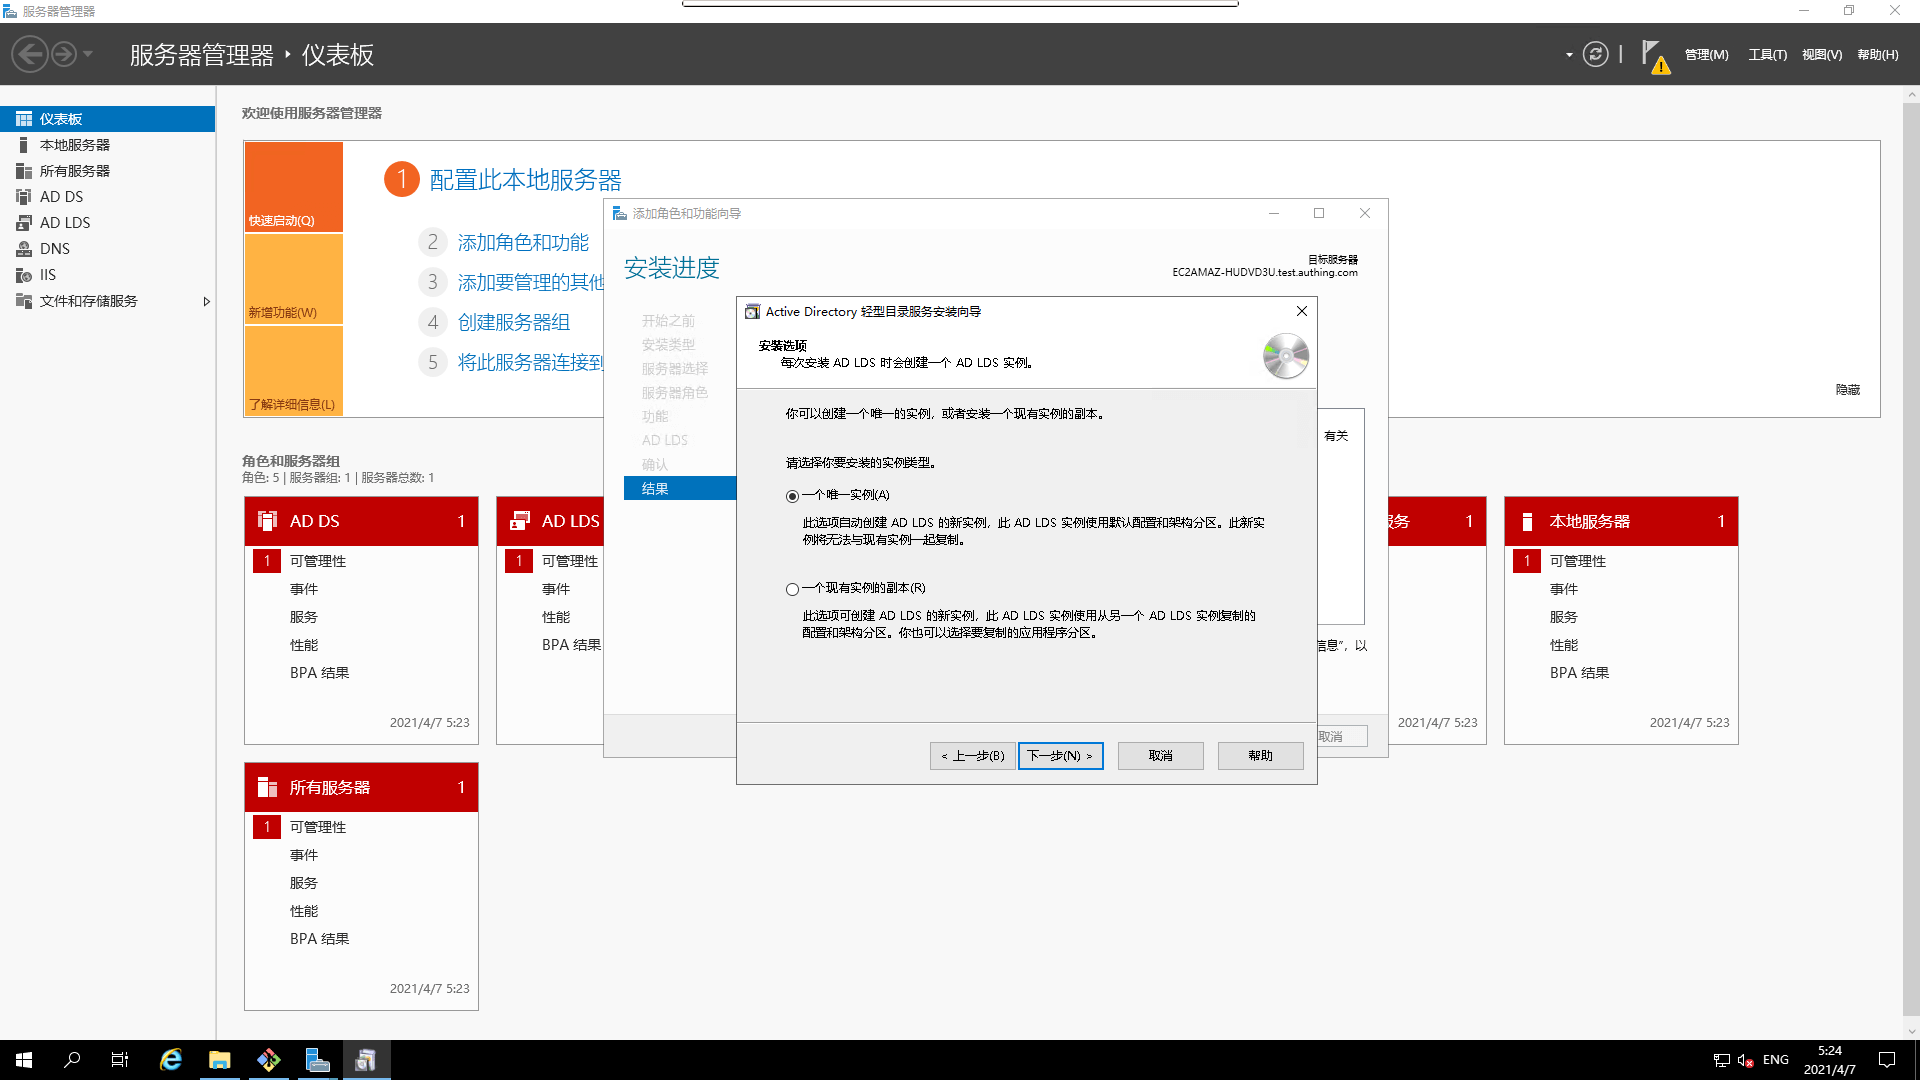 服务器管理器
服务器管理器 仪表板
管理(M)
工具(T)
视图(V)
帮助(H)
仪表板
本地服务器
所有服务器
AD DS
AD LDS
DNS
IIS
文件和存储服务
欢迎使用服务器管理器
快速启动(Q)
新增功能(W)
了解详细信息(L)
1 配置此本地服务器
2 添加角色和功能
3 添加要管理的其他
4 创建服务器组
5 将此服务器连接到
隐藏
角色和服务器组
角色: 5 | 服务器组: 1 | 服务器总数: 1
AD DS 1
1 可管理性
事件
服务
性能
BPA 结果
2021/4/7 5:23
AD LDS
1 可管理性
事件
性能
BPA 结果
服务 1
2021/4/7 5:23
本地服务器 1
1 可管理性
事件
服务
性能
BPA 结果
2021/4/7 5:23
所有服务器 1
1 可管理性
事件
服务
性能
BPA 结果
2021/4/7 5:23
添加角色和功能向导
安装进度
目标服务器
EC2AMAZ-HUDVD3U.test.authing.com
开始之前
安装类型
服务器选择
服务器角色
功能
AD LDS
确认
结果
有关
信息”，以
取消
Active Directory 轻型目录服务安装向导
安装选项
每次安装 AD LDS 时会创建一个 AD LDS 实例。
你可以创建一个唯一的实例，或者安装一个现有实例的副本。
请选择你要安装的实例类型。
一个唯一实例(A)
此选项自动创建 AD LDS 的新实例，此 AD LDS 实例使用默认配置和架构分区。此新实
例将无法与现有实例一起复制。
一个现有实例的副本(R)
此选项可创建 AD LDS 的新实例，此 AD LDS 实例使用从另一个 AD LDS 实例复制的
配置和架构分区。你也可以选择要复制的应用程序分区。
< 上一步(B)
下一步(N) >
取消
帮助
ENG
5:24
2021/4/7